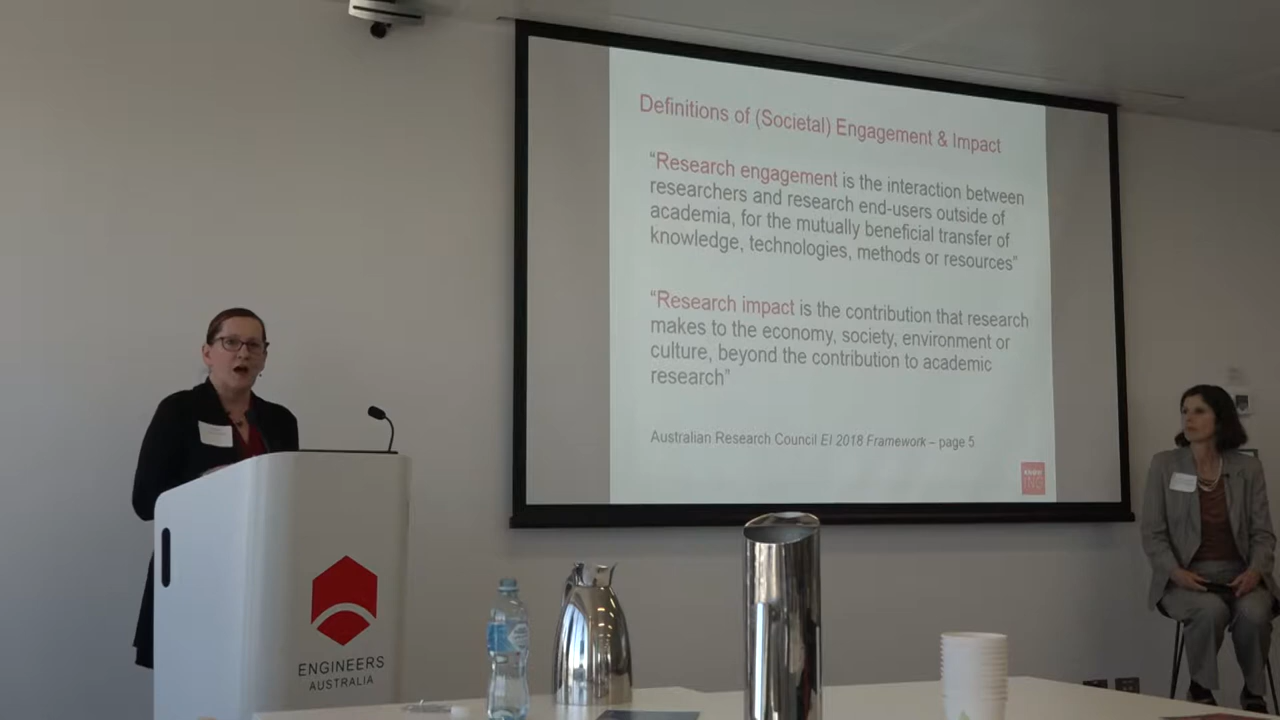 Definitions of (Societal) Engagement & Impact
“Research engagement is the interaction between
researchers and research end-users outside of
academia, for the mutually beneficial transfer of
knowledge, technologies, methods or resources”
“Research impact is the contribution that research
makes to the economy, society, environment or
culture, beyond the contribution to academic
research”
Australian Research Council EI 2018 Framework – page 5
ENGINEERS
AUSTRALIA